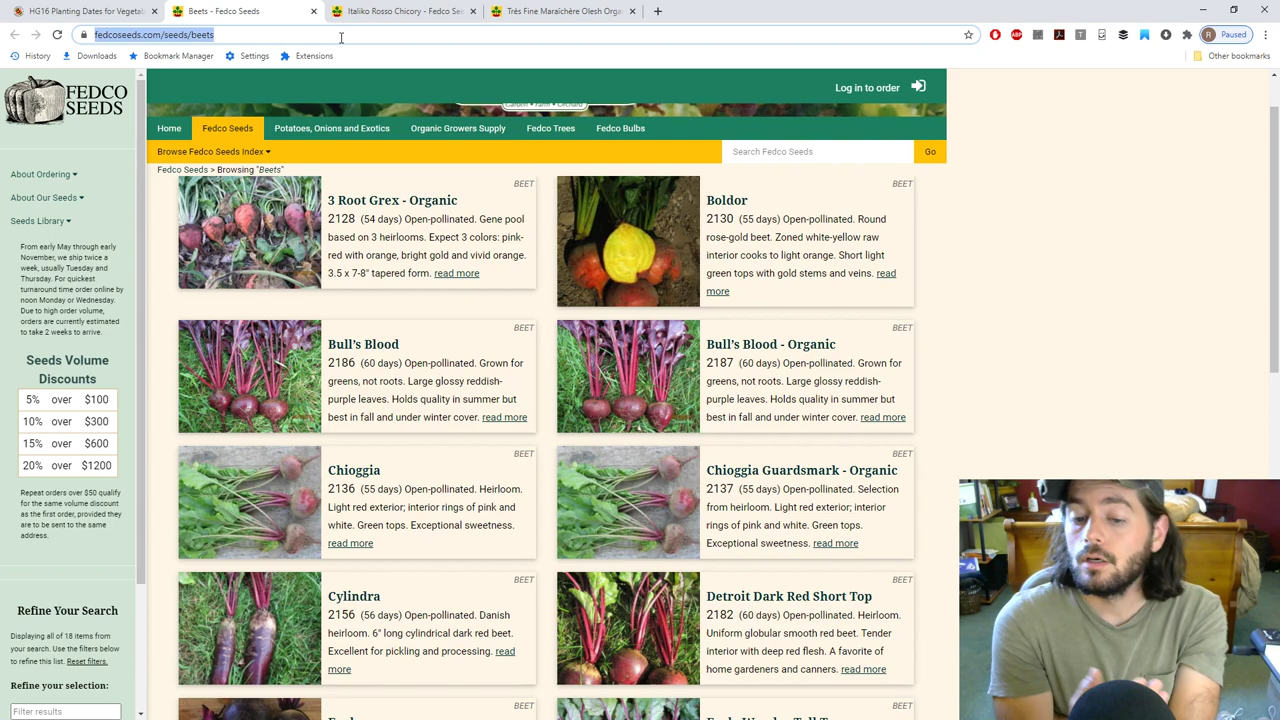 HG16 Planting Dates for Vegetab
Beets - Fedco Seeds
Italiko Rosso Chicory - Fedco See
Très Fine Maraîchère Olesh Orga
fedcoseeds.com/seeds/beets
R Paused
History Downloads Bookmark Manager Settings Extensions Other bookmarks
FEDCO
SEEDS
Log in to order
Garden • Farm • Orchard
Home Fedco Seeds Potatoes, Onions and Exotics Organic Growers Supply Fedco Trees Fedco Bulbs
Browse Fedco Seeds Index Search Fedco Seeds Go
Fedco Seeds > Browsing "Beets"
About Ordering
About Our Seeds
Seeds Library
From early May through early
November, we ship twice a
week, usually Tuesday and
Thursday. For quickest
turnaround time order online by
noon Monday or Wednesday.
Due to high order volume,
orders are currently estimated
to take 2 weeks to arrive.
Seeds Volume
Discounts
5% over $100
10% over $300
15% over $600
20% over $1200
Repeat orders over $50 qualify
for the same volume discount
as the first order, provided they
are to be sent to the same
address.
Refine Your Search
Displaying all of 18 items from
your search. Use the filters below
to refine this list. Reset filters.
Refine your selection:
Filter results
BEET
3 Root Grex - Organic
2128 (54 days) Open-pollinated. Gene pool
based on 3 heirlooms. Expect 3 colors: pink-
red with orange, bright gold and vivid orange.
3.5 x 7-8" tapered form. read more
BEET
Boldor
2130 (55 days) Open-pollinated. Round
rose-gold beet. Zoned white-yellow raw
interior cooks to light orange. Short light
green tops with gold stems and veins. read
more
BEET
Bull's Blood
2186 (60 days) Open-pollinated. Grown for
greens, not roots. Large glossy reddish-
purple leaves. Holds quality in summer but
best in fall and under winter cover. read more
BEET
Bull's Blood - Organic
2187 (60 days) Open-pollinated. Grown for
greens, not roots. Large glossy reddish-
purple leaves. Holds quality in summer but
best in fall and under winter cover. read more
BEET
Chioggia
2136 (55 days) Open-pollinated. Heirloom.
Light red exterior; interior rings of pink and
white. Green tops. Exceptional sweetness.
read more
BEET
Chioggia Guardsmark - Organic
2137 (55 days) Open-pollinated. Selection
from heirloom. Light red exterior; interior
rings of pink and white. Green tops.
Exceptional sweetness. read more
BEET
Cylindra
2156 (56 days) Open-pollinated. Danish
heirloom. 6" long cylindrical dark red beet.
Excellent for pickling and processing. read
more
BEET
Detroit Dark Red Short Top
2182 (60 days) Open-pollinated. Heirloom.
Uniform globular smooth red beet. Tender
interior with deep red flesh. A favorite of
home gardeners and canners. read more